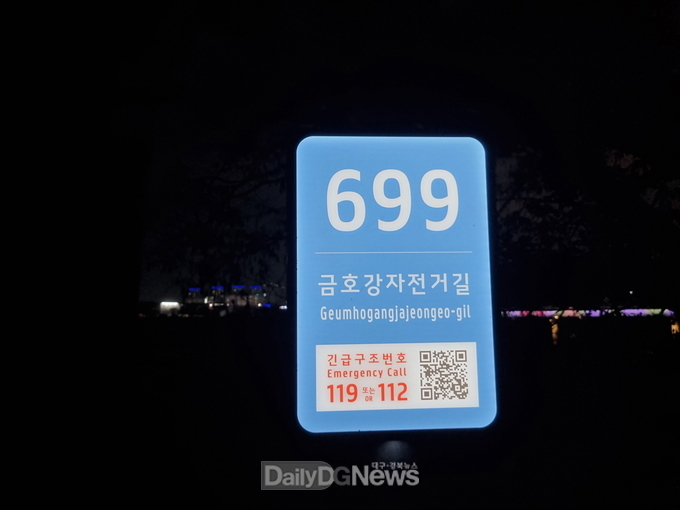 699
금호강자전거길
Geumhogangjajeongeo-gil
긴급구조번호
Emergency Call
119 또는 OR 112
대구·경북뉴스
DailyDGNews